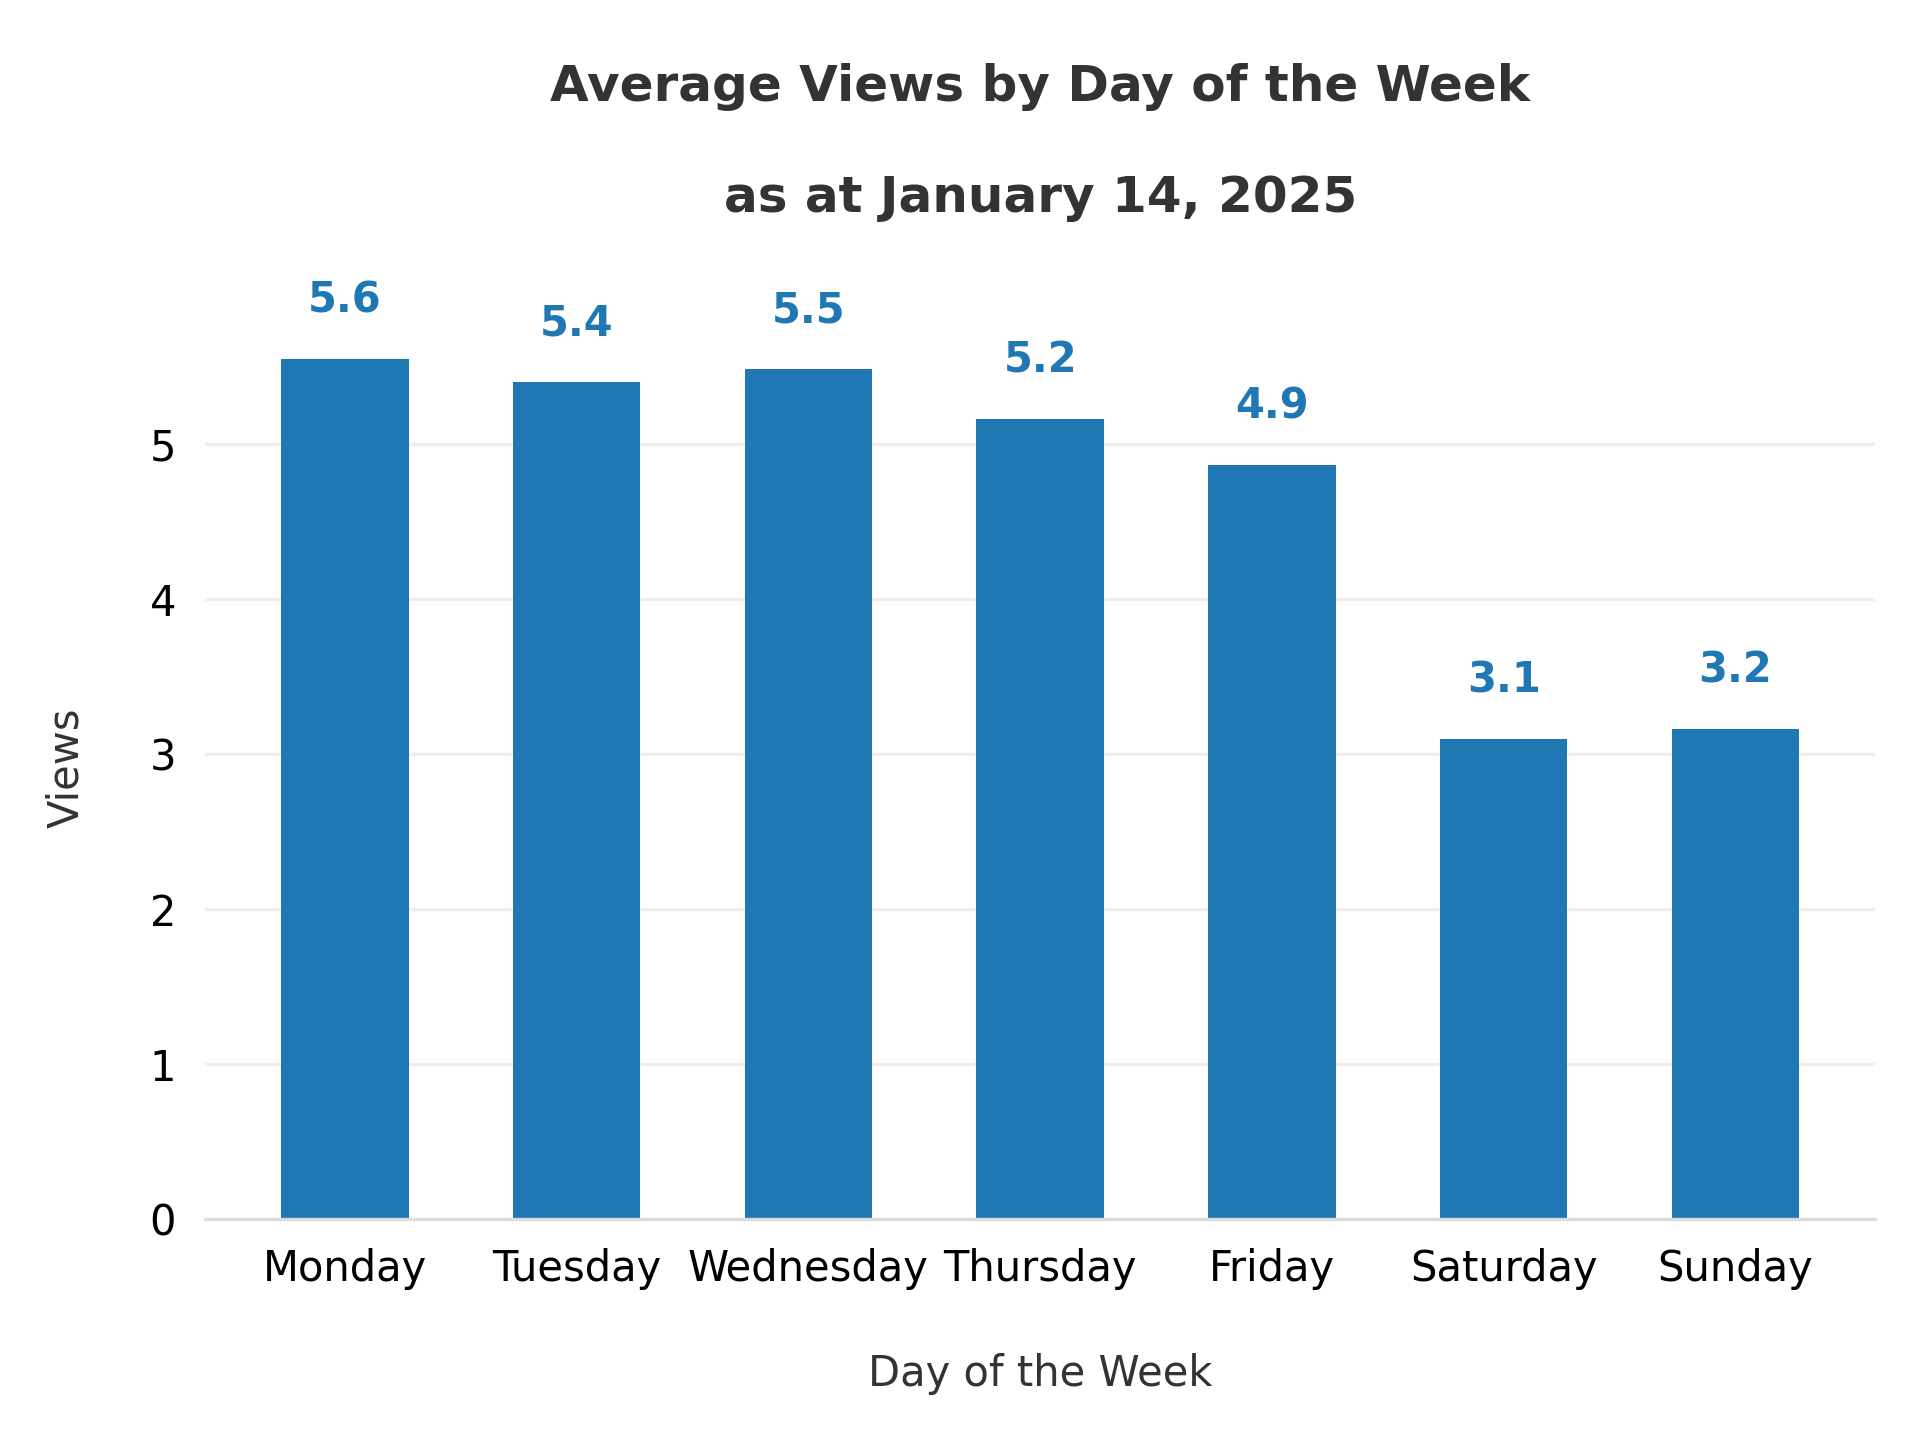 Average Views by Day of the Week
as at January 14, 2025
5.6
5.4
5.5
5.2
4.9
3.1
3.2
5
4
3
2
1
0
Views
Monday Tuesday Wednesday Thursday Friday Saturday Sunday
Day of the Week